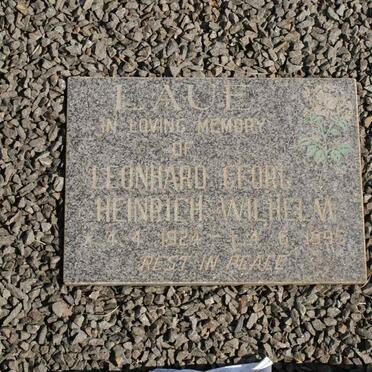 LAUE
IN LOVING MEMORY
OF
LEONHARD GEORG
HEINRICH WILHELM
REST IN PEACE